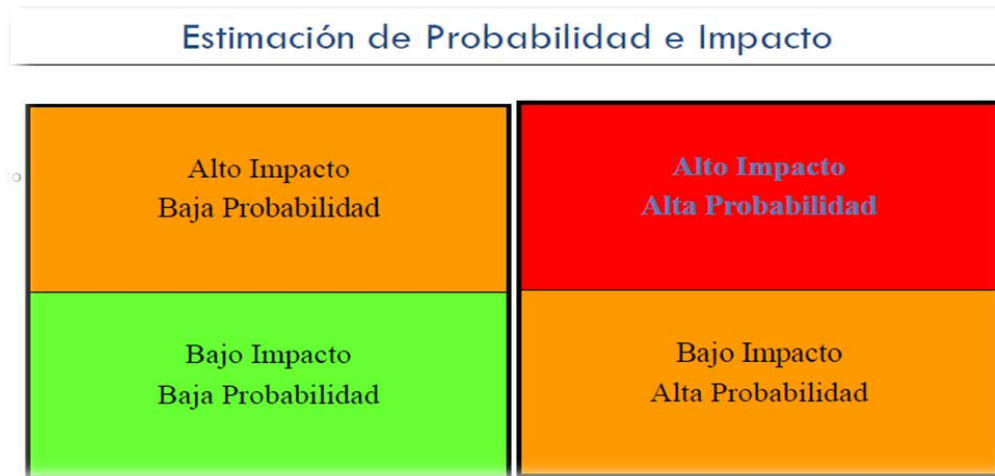 Estimación de Probabilidad e Impacto
Alto Impacto
Baja Probabilidad
Alto Impacto
Alta Probabilidad
Bajo Impacto
Baja Probabilidad
Bajo Impacto
Alta Probabilidad